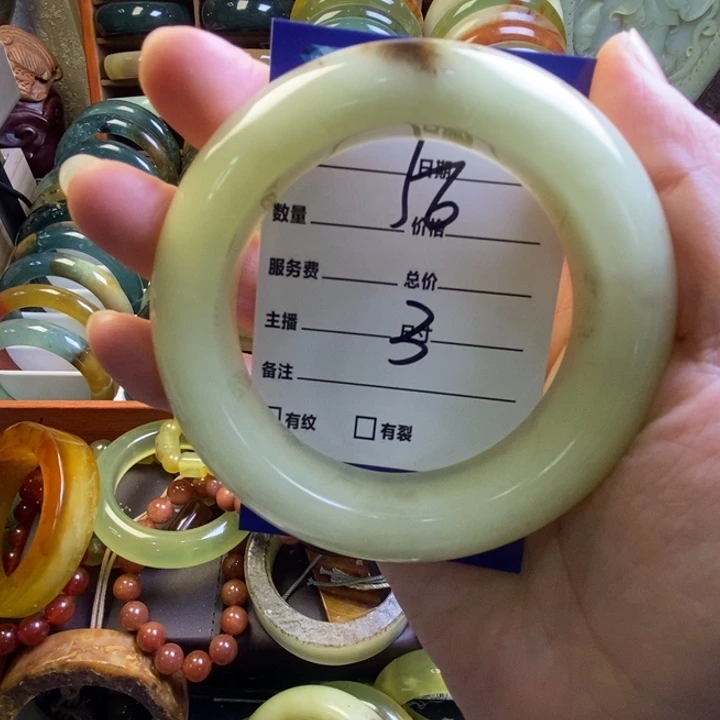 日期
数量 价格
56
服务费 总价
主播 尺寸
3
备注
有纹 有裂